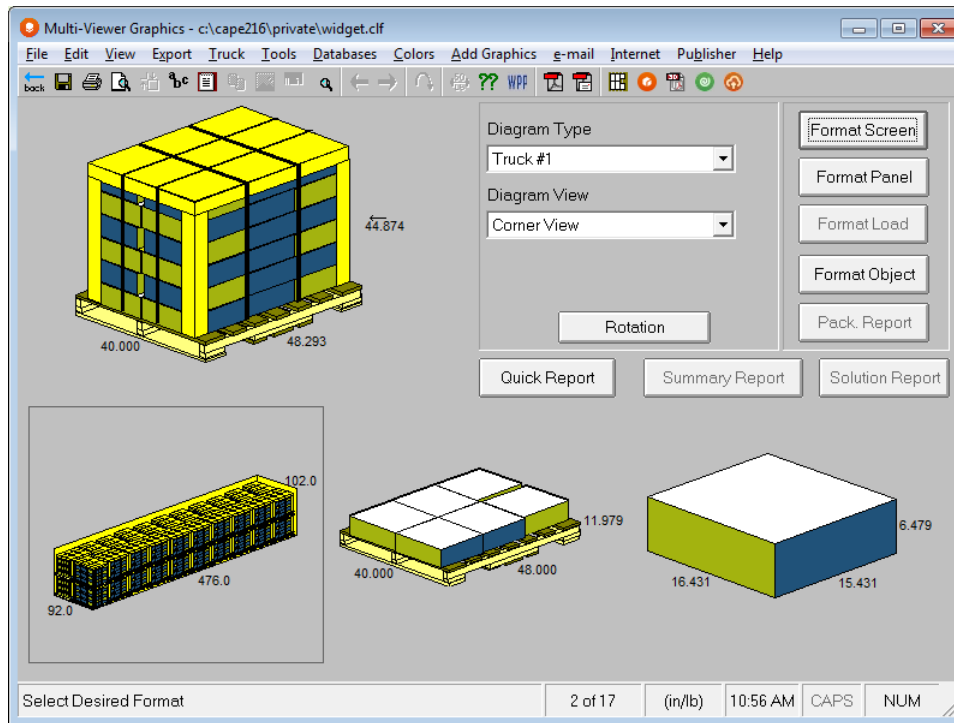 Multi-Viewer Graphics - c:\cape216\private\widget.clf
File Edit View Export Truck Tools Databases Colors Add Graphics e-mail Internet Publisher Help
back abc ?? WPF 3D
44.874
40.000
48.293
Diagram Type
Truck #1
Diagram View
Corner View
Rotation
Format Screen
Format Panel
Format Load
Format Object
Pack. Report
Quick Report
Summary Report
Solution Report
102.0
476.0
92.0
11.979
40.000
48.000
6.479
16.431
15.431
Select Desired Format
2 of 17
(in/lb)
10:56 AM
CAPS
NUM